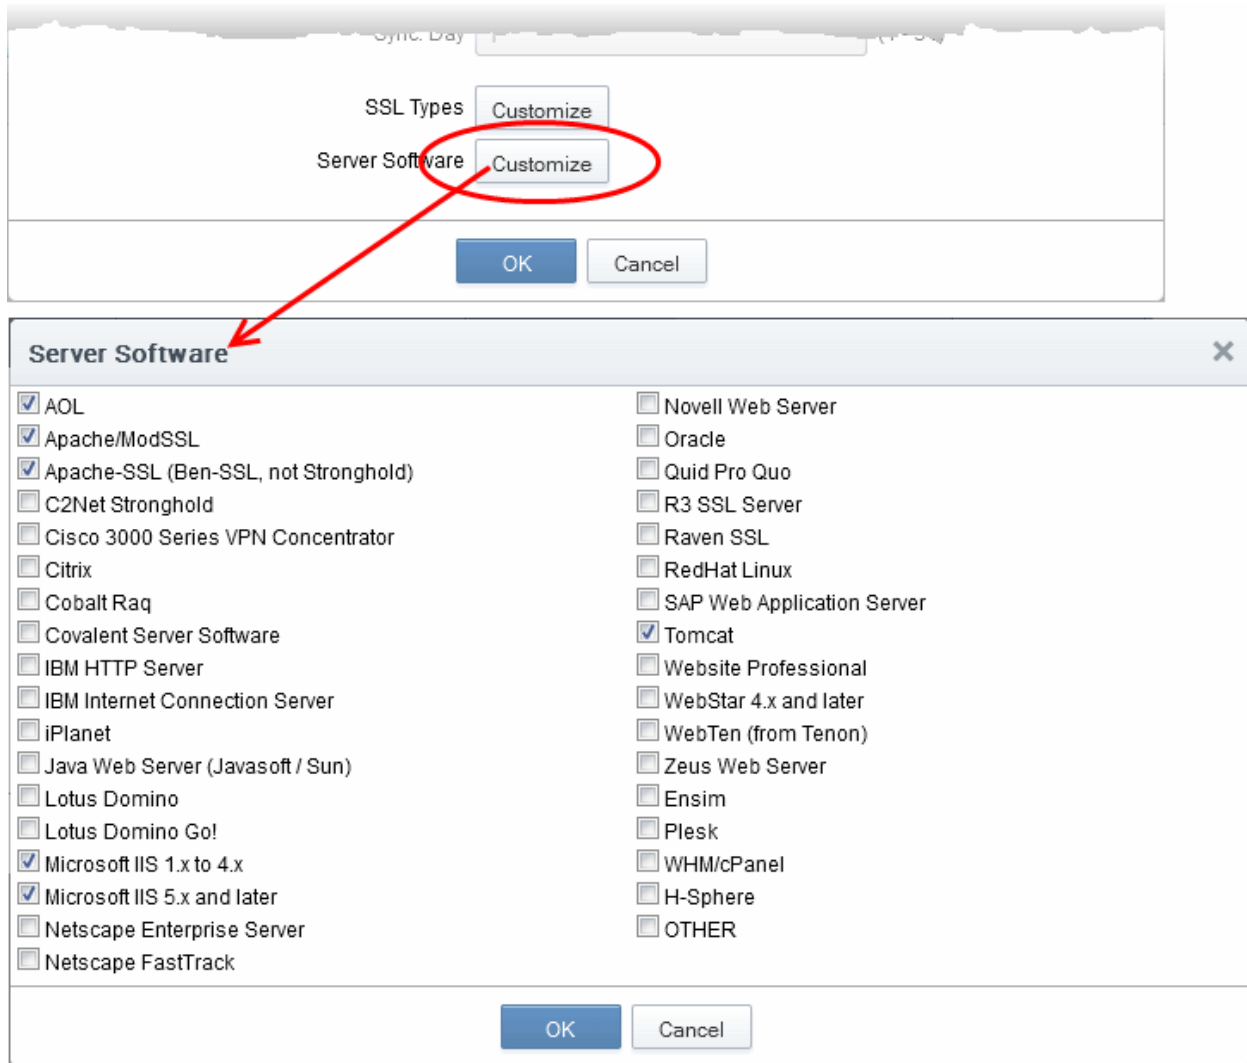 Sync. Day
SSL Types Customize
Server Software Customize
OK Cancel
Server Software
AOL
Apache/ModSSL
Apache-SSL (Ben-SSL, not Stronghold)
C2Net Stronghold
Cisco 3000 Series VPN Concentrator
Citrix
Cobalt Raq
Covalent Server Software
IBM HTTP Server
IBM Internet Connection Server
iPlanet
Java Web Server (Javasoft / Sun)
Lotus Domino
Lotus Domino Go!
Microsoft IIS 1.x to 4.x
Microsoft IIS 5.x and later
Netscape Enterprise Server
Netscape FastTrack
Novell Web Server
Oracle
Quid Pro Quo
R3 SSL Server
Raven SSL
RedHat Linux
SAP Web Application Server
Tomcat
Website Professional
WebStar 4.x and later
WebTen (from Tenon)
Zeus Web Server
Ensim
Plesk
WHM/cPanel
H-Sphere
OTHER
OK Cancel